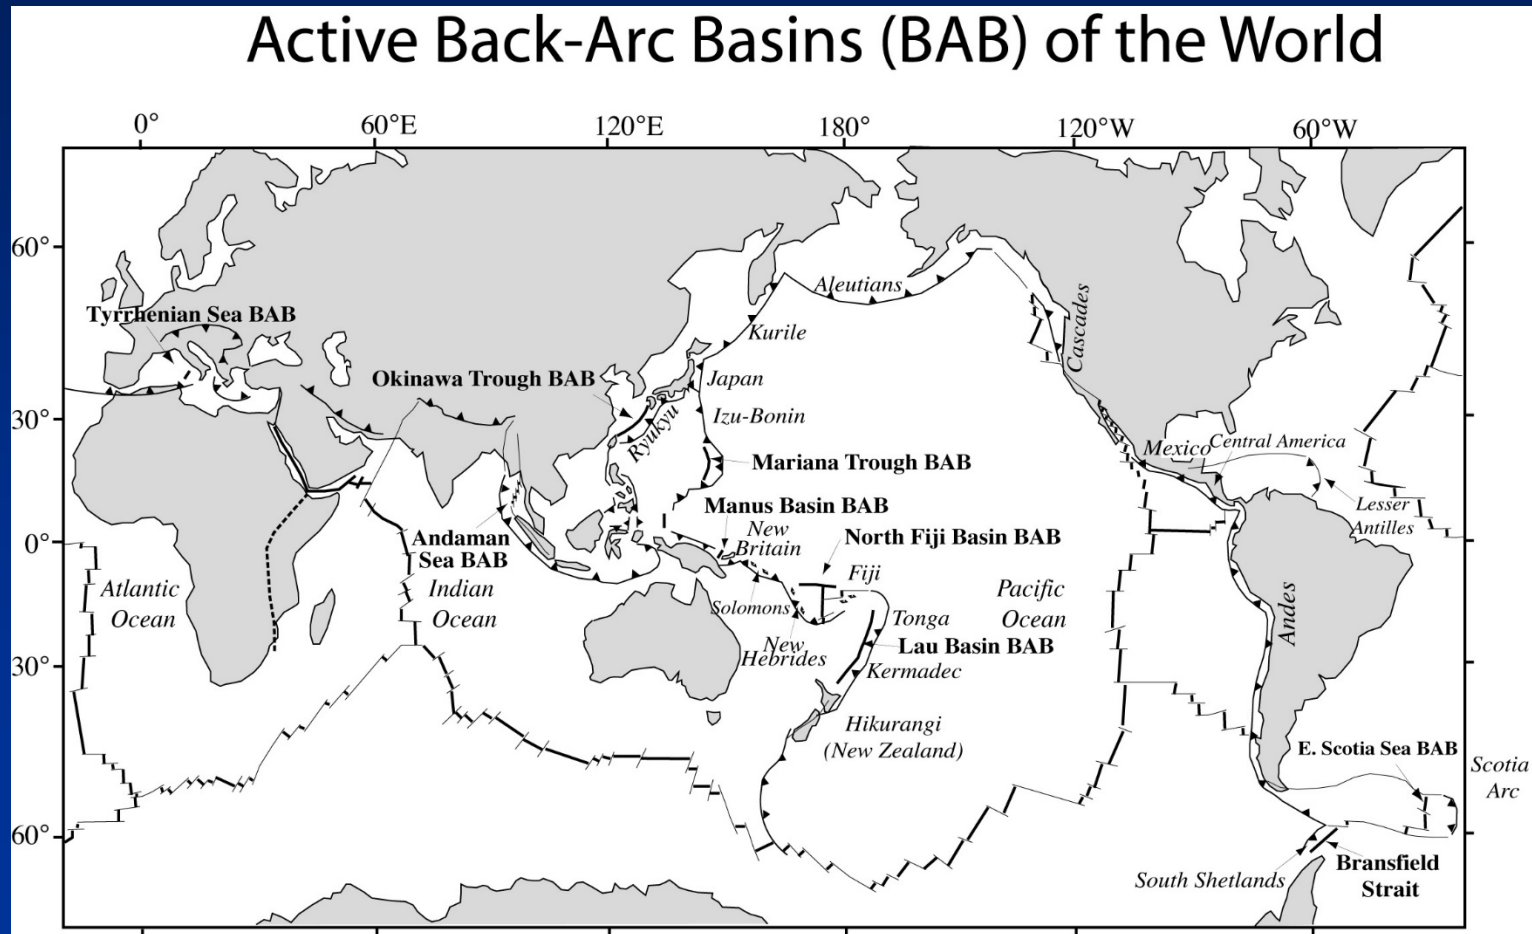 Active Back-Arc Basins (BAB) of the World
0°
60°E
120°E
180°
120°W
60°W
60°
30°
0°
30°
60°
Aleutians
Tyrrhenian Sea BAB
Kurile
Cascades
Okinawa Trough BAB
Japan
Ryukyu
Izu-Bonin
Mexico
Central America
Mariana Trough BAB
Manus Basin BAB
Lesser
Antilles
New
Britain
North Fiji Basin BAB
Andaman
Sea BAB
Fiji
Atlantic
Ocean
Indian
Ocean
Pacific
Ocean
Solomons
Tonga
Andes
New
Hebrides
Lau Basin BAB
Kermadec
Hikurangi
(New Zealand)
E. Scotia Sea BAB
Scotia
Arc
South Shetlands
Bransfield
Strait